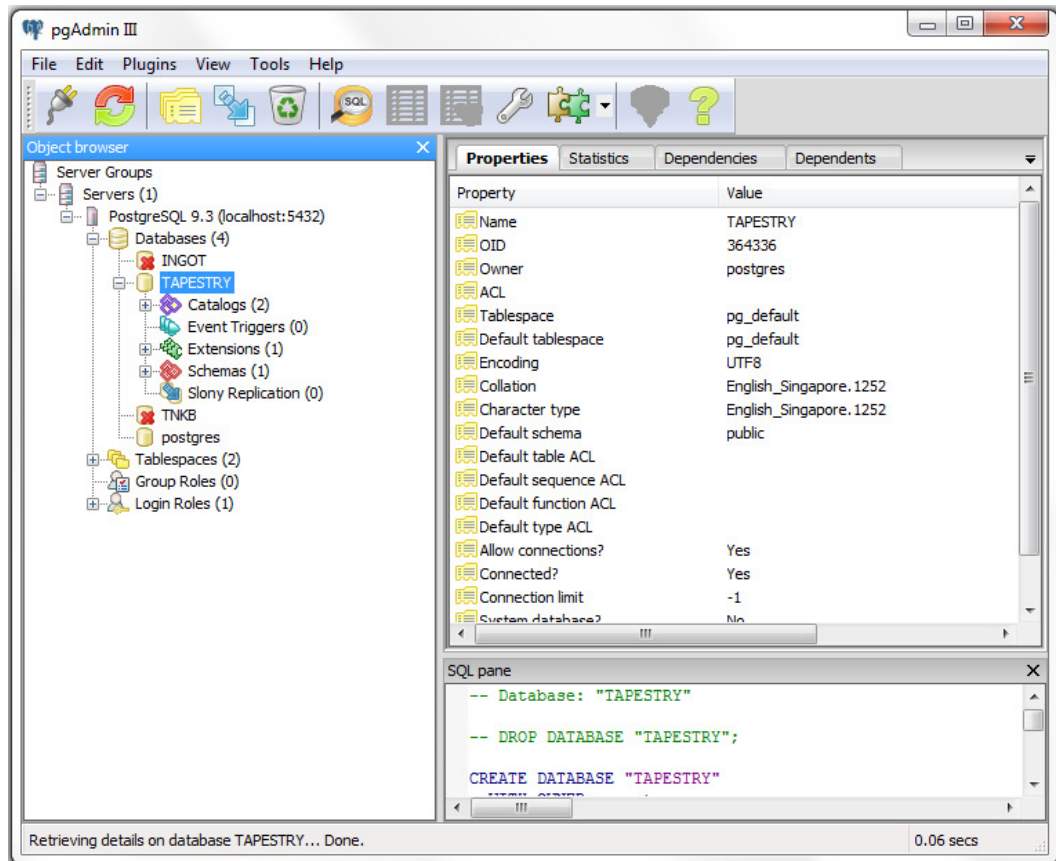 pgAdmin III
File Edit Plugins View Tools Help
SQL
Object browser
Server Groups
Servers (1)
PostgreSQL 9.3 (localhost:5432)
Databases (4)
INGOT
TAPESTRY
Catalogs (2)
Event Triggers (0)
Extensions (1)
Schemas (1)
Slony Replication (0)
TNKB
postgres
Tablespaces (2)
Group Roles (0)
Login Roles (1)
Properties Statistics Dependencies Dependents
Property Value
Name TAPESTRY
OID 364336
Owner postgres
ACL
Tablespace pg_default
Default tablespace pg_default
Encoding UTF8
Collation English_Singapore.1252
Character type English_Singapore.1252
Default schema public
Default table ACL
Default sequence ACL
Default function ACL
Default type ACL
Allow connections? Yes
Connected? Yes
Connection limit -1
System database? No
SQL pane
-- Database: "TAPESTRY"
-- DROP DATABASE "TAPESTRY";
CREATE DATABASE "TAPESTRY"
Retrieving details on database TAPESTRY... Done. 0.06 secs